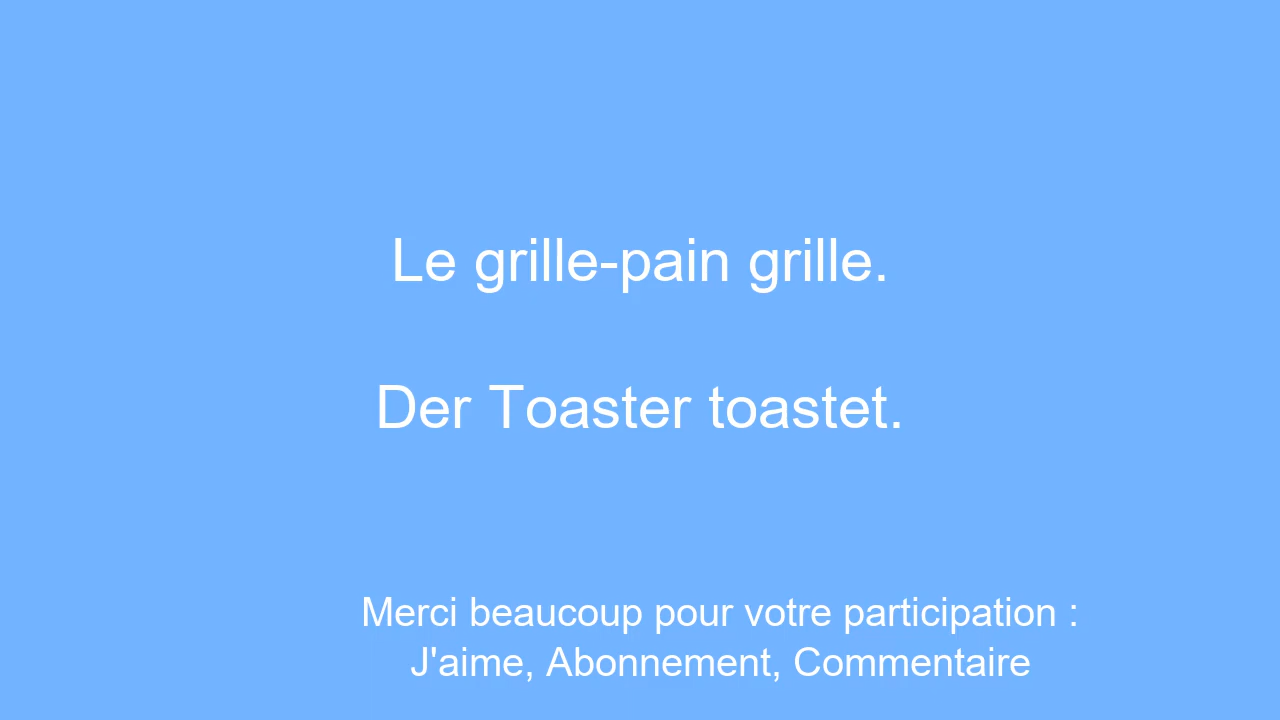 Le grille-pain grille.
Der Toaster toastet.
Merci beaucoup pour votre participation :
J'aime, Abonnement, Commentaire